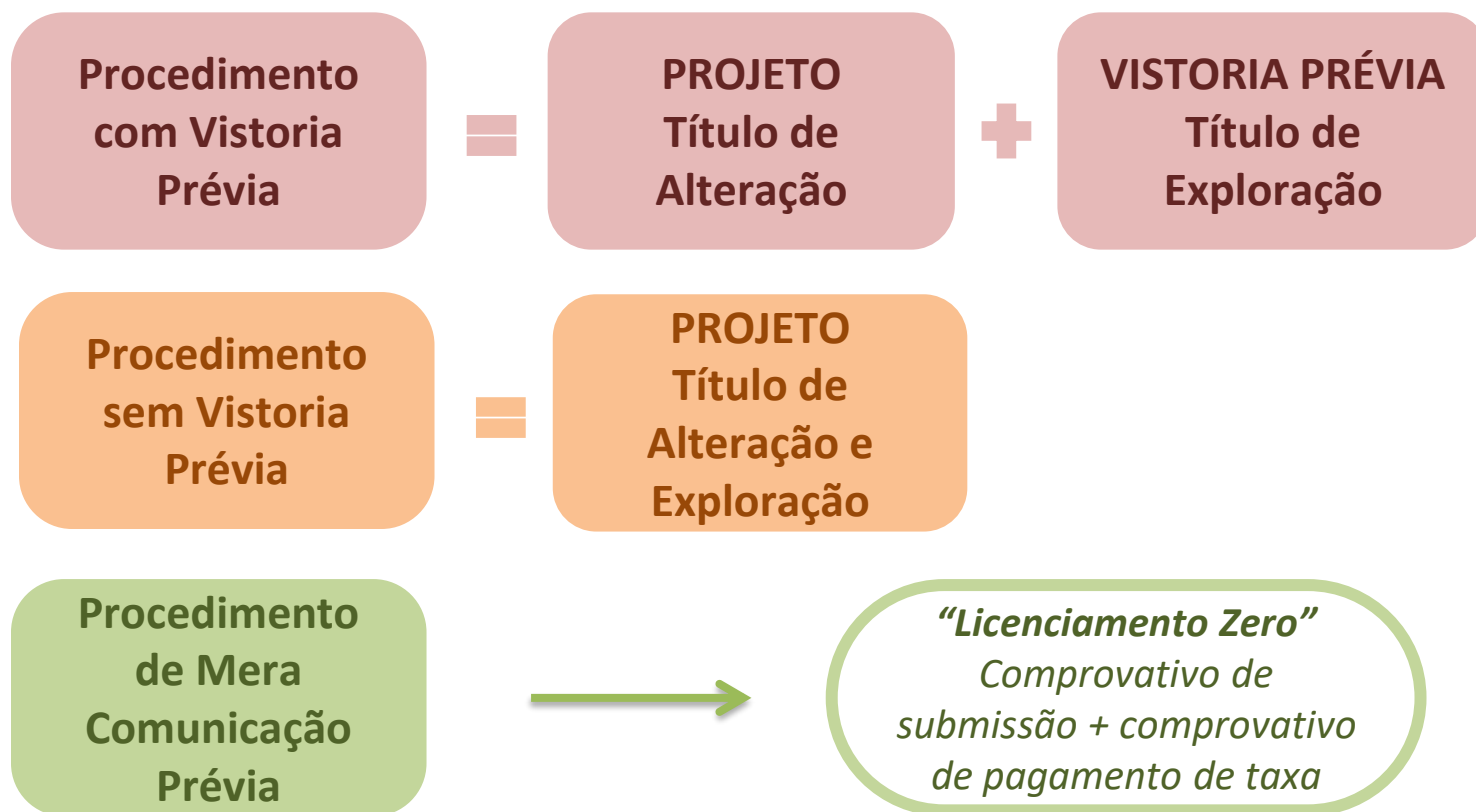 Procedimento
com Vistoria
Prévia
=
PROJETO
Título de
Alteração
+
VISTORIA PRÉVIA
Título de
Exploração
Procedimento
sem Vistoria
Prévia
=
PROJETO
Título de
Alteração e
Exploração
Procedimento
de Mera
Comunicação
Prévia
“Licenciamento Zero”
Comprovativo de
submissão + comprovativo
de pagamento de taxa